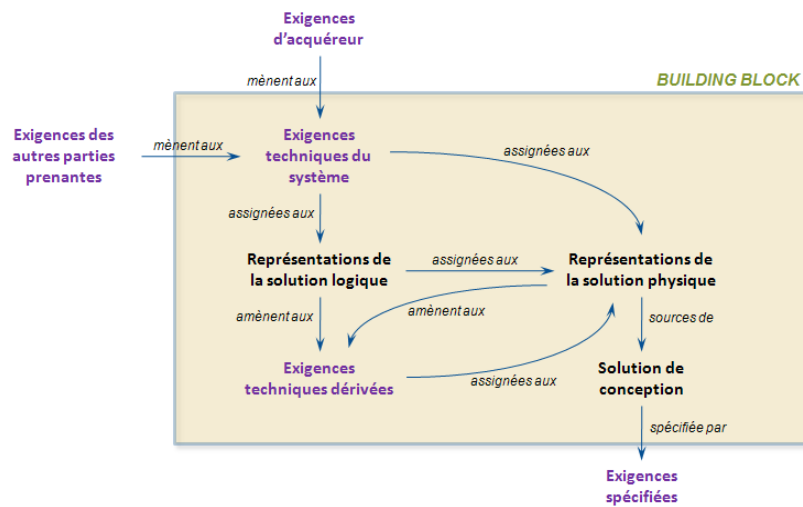 Exigences
d'acquéreur
mènent aux
BUILDING BLOCK
Exigences des
autres parties
prenantes
mènent aux
Exigences
techniques du
système
assignées aux
assignées aux
Représentations de
la solution logique
assignées aux
Représentations de
la solution physique
amènent aux
amènent aux
sources de
Exigences
techniques dérivées
assignées aux
Solution de
conception
spécifiée par
Exigences
spécifiées